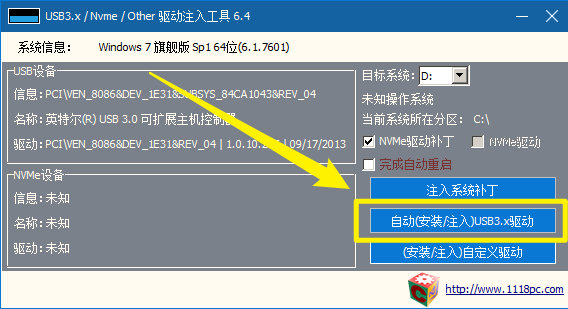 USB3.x / Nvme / Other 驱动注入工具 6.4
系统信息: Windows 7 旗舰版 Sp1 64位(6.1.7601)
USB设备
信息:PCI\VEN_8086&DEV_1E31&SUBSYS_84CA1043&REV_04
名称:英特尔(R) USB 3.0 可扩展主机控制器
驱动:PCI\VEN_8086&DEV_1E31&REV_04 | 1.0.10.255 | 09/17/2013
NVMe设备
信息:未知
名称:未知
驱动:未知
目标系统: D:
未知操作系统
当前系统所在分区: C:\
NVMe驱动补丁
NVMe驱动
完成自动重启
注入系统补丁
自动(安装/注入)USB3.x驱动
(安装/注入)自定义驱动
http://www.1118pc.com